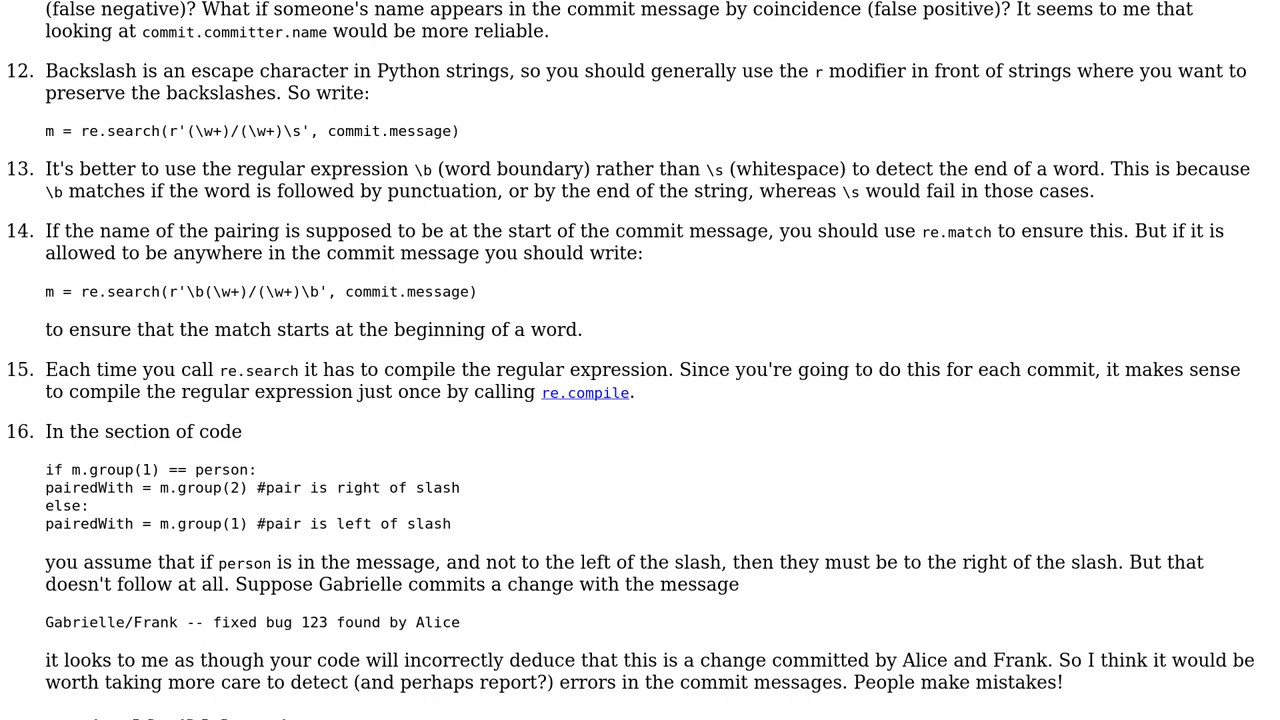 (false negative)? What if someone's name appears in the commit message by coincidence (false positive)? It seems to me that
looking at commit.committer.name would be more reliable.
12. Backslash is an escape character in Python strings, so you should generally use the r modifier in front of strings where you want to
preserve the backslashes. So write:
m = re.search(r'(\w+)/(\w+)\s', commit.message)
13. It's better to use the regular expression \b (word boundary) rather than \s (whitespace) to detect the end of a word. This is because
\b matches if the word is followed by punctuation, or by the end of the string, whereas \s would fail in those cases.
14. If the name of the pairing is supposed to be at the start of the commit message, you should use re.match to ensure this. But if it is
allowed to be anywhere in the commit message you should write:
m = re.search(r'\b(\w+)/(\w+)\b', commit.message)
to ensure that the match starts at the beginning of a word.
15. Each time you call re.search it has to compile the regular expression. Since you're going to do this for each commit, it makes sense
to compile the regular expression just once by calling re.compile.
16. In the section of code
if m.group(1) == person:
pairedWith = m.group(2) #pair is right of slash
else:
pairedWith = m.group(1) #pair is left of slash
you assume that if person is in the message, and not to the left of the slash, then they must be to the right of the slash. But that
doesn't follow at all. Suppose Gabrielle commits a change with the message
Gabrielle/Frank -- fixed bug 123 found by Alice
it looks to me as though your code will incorrectly deduce that this is a change committed by Alice and Frank. So I think it would be
worth taking more care to detect (and perhaps report?) errors in the commit messages. People make mistakes!